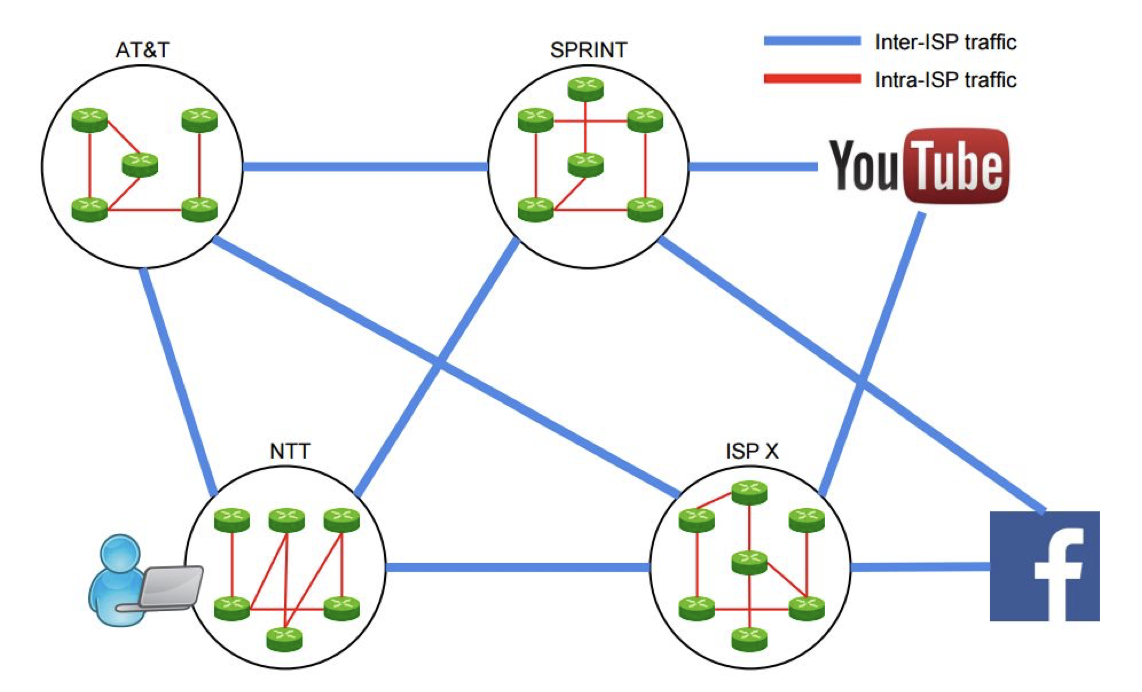 AT&T
SPRINT
Inter-ISP traffic
Intra-ISP traffic
YouTube
NTT
ISP X
f